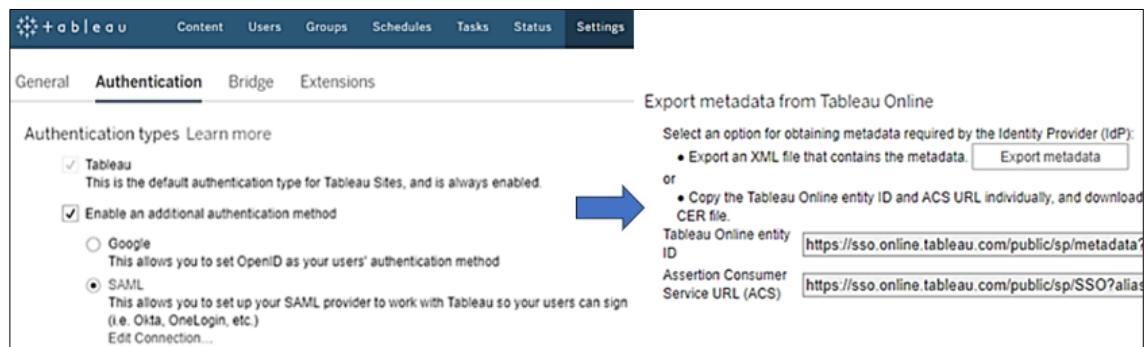 +ableau Content Users Groups Schedules Tasks Status Settings
General Authentication Bridge Extensions
Authentication types Learn more
Tableau
This is the default authentication type for Tableau Sites, and is always enabled.
Enable an additional authentication method
Google
This allows you to set OpenID as your users' authentication method
SAML
This allows you to set up your SAML provider to work with Tableau so your users can sign
(i.e. Okta, OneLogin, etc.)
Edit Connection...
Export metadata from Tableau Online
Select an option for obtaining metadata required by the Identity Provider (IdP):
• Export an XML file that contains the metadata. Export metadata
or
• Copy the Tableau Online entity ID and ACS URL individually, and download
CER file.
Tableau Online entity
ID
https://sso.online.tableau.com/public/sp/metadata?
Assertion Consumer
Service URL (ACS)
https://sso.online.tableau.com/public/sp/SSO?alias